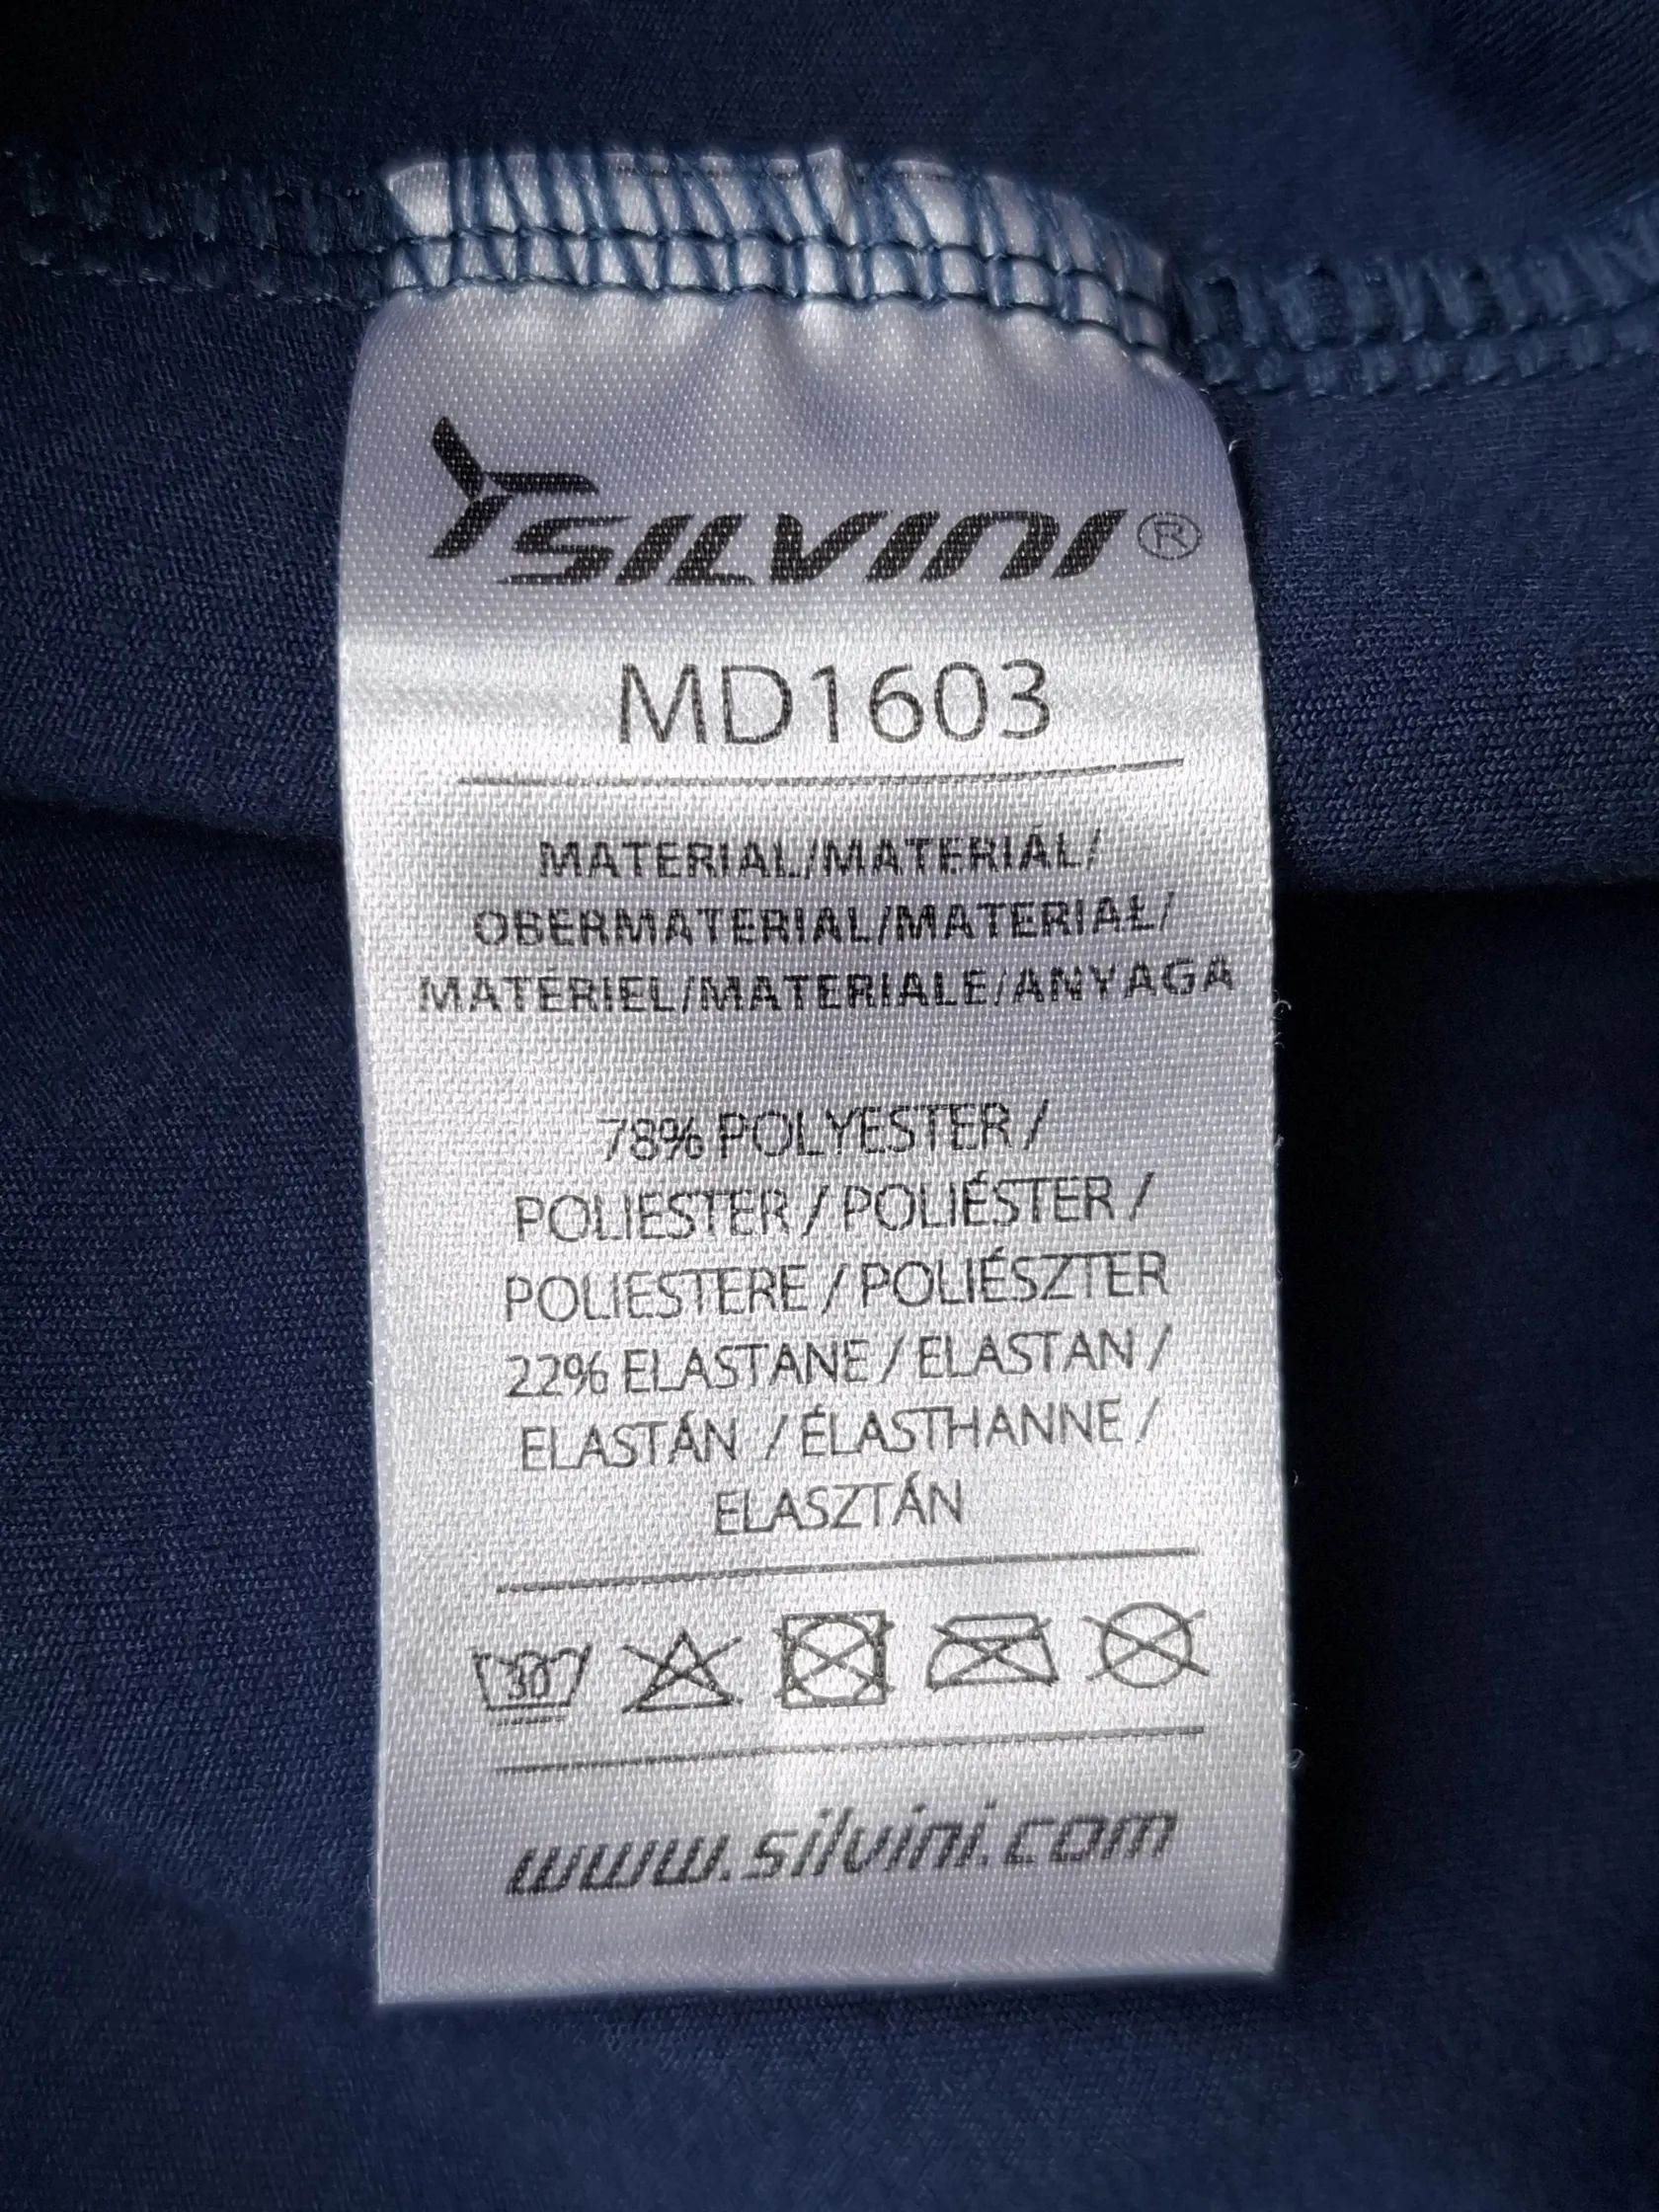 SILVINI®
MD1603
MATERIAL/MATERIÁL/
OBERMATERIAL/MATERIAŁ/
MATÉRIEL/MATERIALE/ANYAGA
78% POLYESTER /
POLIESTER / POLIÉSTER /
POLIESTERE / POLIÉSZTER
22% ELASTANE / ELASTAN /
ELASTÁN / ÉLASTHANNE /
ELASZTÁN
30
www.silvini.com